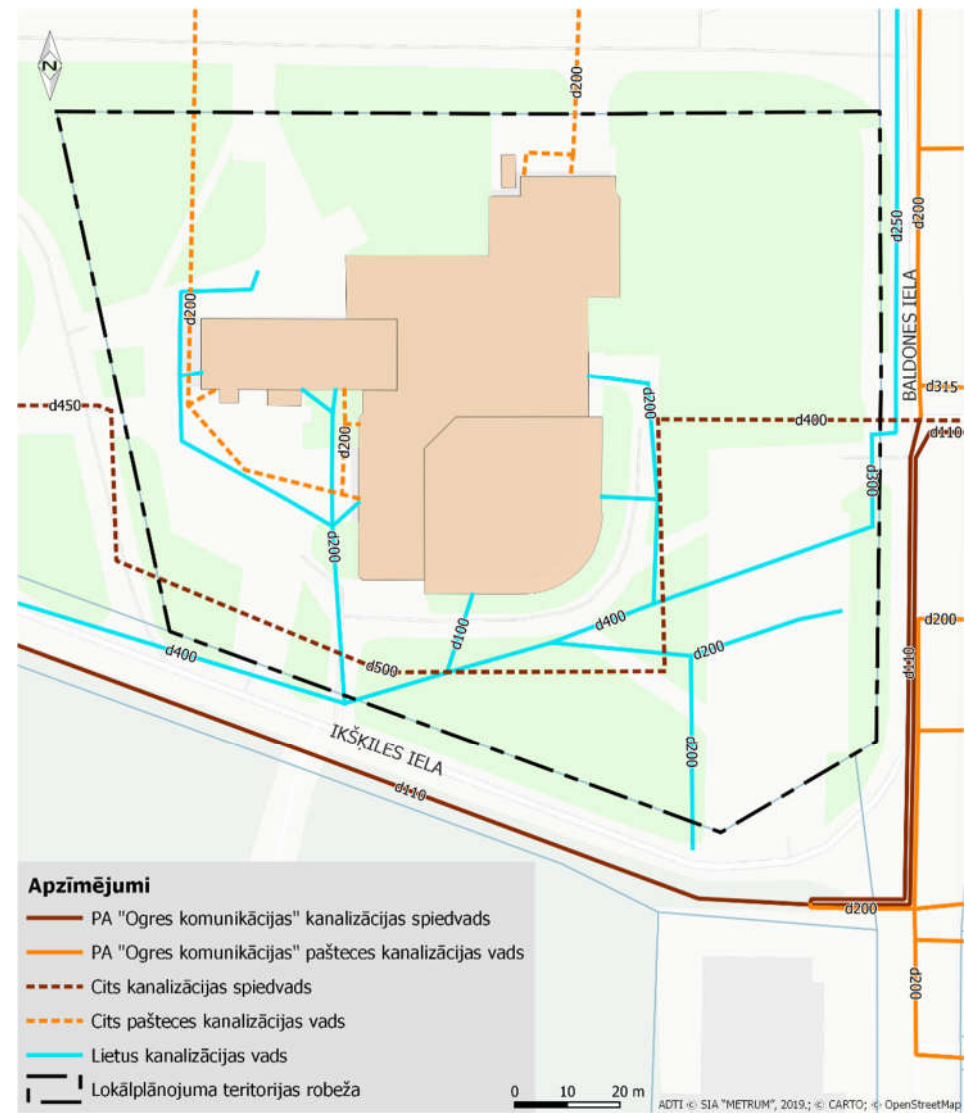 N
d200
d200
d250
d200
BALDONES IELA
d315
d450
d200
d200
d400
d110
d300
d200
d100
d400
d200
d200
d110
d400
d500
IKŠĶILES IELA
d200
d110
d200
d200
Apzīmējumi
PA "Ogres komunikācijas" kanalizācijas spiedvads
PA "Ogres komunikācijas" pašteces kanalizācijas vads
Cits kanalizācijas spiedvads
Cits pašteces kanalizācijas vads
Lietus kanalizācijas vads
Lokālplānojuma teritorijas robeža
0 10 20 m
ADTI © SIA "METRUM", 2019.; © CARTO; © OpenStreetMap